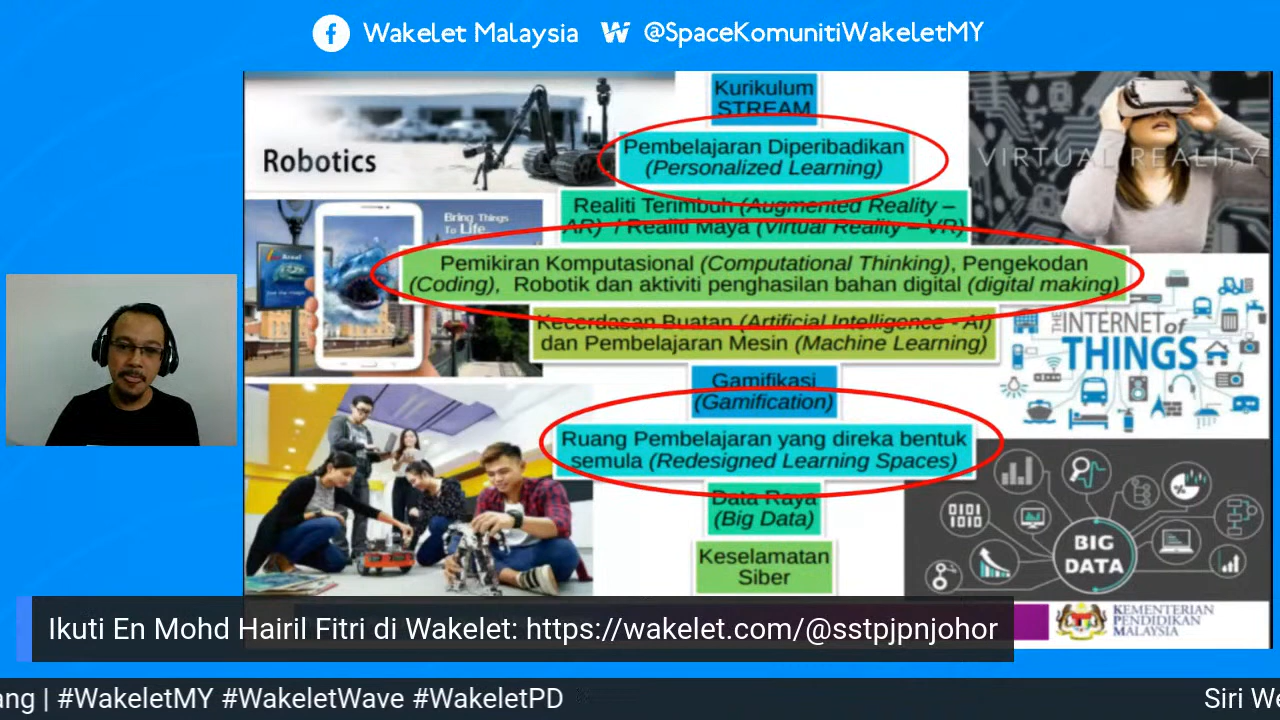 Wakelet Malaysia
@SpaceKomunitiWakeletMY
Kurikulum
STREAM
Robotics
Pembelajaran Diperibadikan
(Personalized Learning)
VIRTUAL REALITY
Realiti Terimbuh (Augmented Reality –
AR) / Realiti Maya (Virtual Reality – VR)
Bring Things
To Life
Pemikiran Komputasional (Computational Thinking), Pengekodan
(Coding), Robotik dan aktiviti penghasilan bahan digital (digital making)
Kecerdasan Buatan (Artificial Intelligence - AI)
dan Pembelajaran Mesin (Machine Learning)
THE INTERNET of
THINGS
Gamifikasi
(Gamification)
Ruang Pembelajaran yang direka bentuk
semula (Redesigned Learning Spaces)
Data Raya
(Big Data)
BIG
DATA
Keselamatan
Siber
KEMENTERIAN
PENDIDIKAN
MALAYSIA
Ikuti En Mohd Hairil Fitri di Wakelet: https://wakelet.com/@sstpjpnjohor
ang | #WakeletMY #WakeletWave #WakeletPD
Siri We